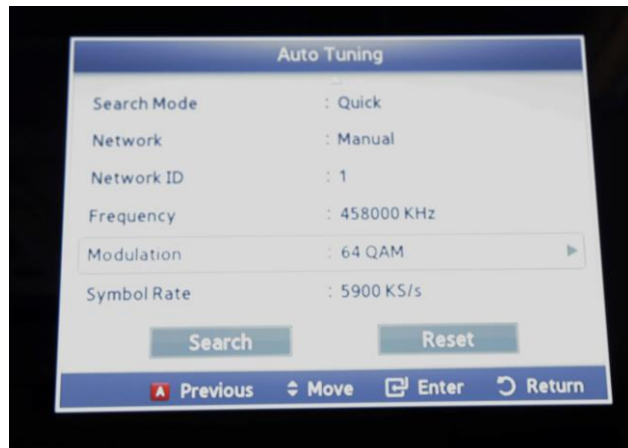 Auto Tuning
Search Mode : Quick
Network : Manual
Network ID : 1
Frequency : 458000 KHz
Modulation : 64 QAM
Symbol Rate : 5900 KS/s
Search Reset
A Previous Move Enter Return